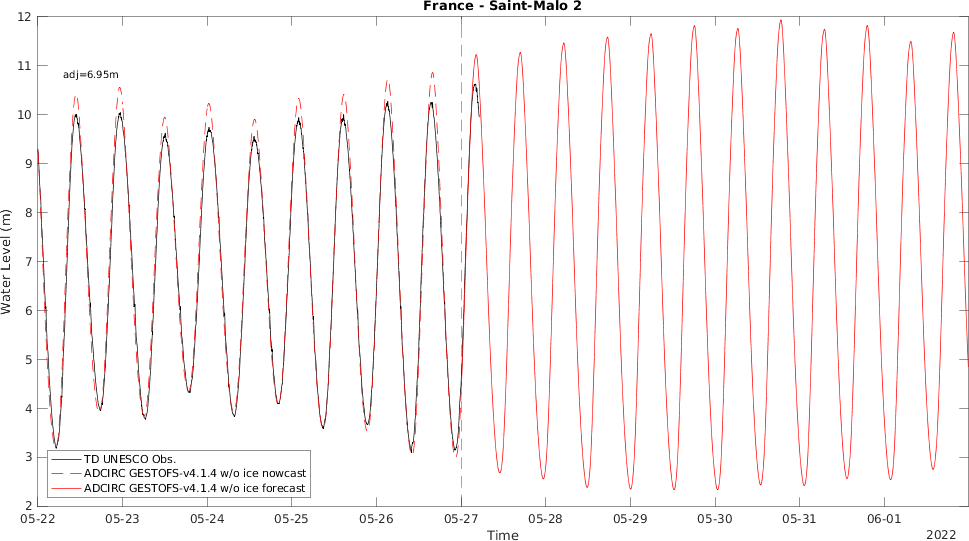 France - Saint-Malo 2
12
11
10
9
8
7
6
5
4
3
2
Water Level (m)
adj=6.95m
TD UNESCO Obs.
ADCIRC GESTOFS-v4.1.4 w/o ice nowcast
ADCIRC GESTOFS-v4.1.4 w/o ice forecast
05-22 05-23 05-24 05-25 05-26 05-27 05-28 05-29 05-30 05-31 06-01
Time
2022